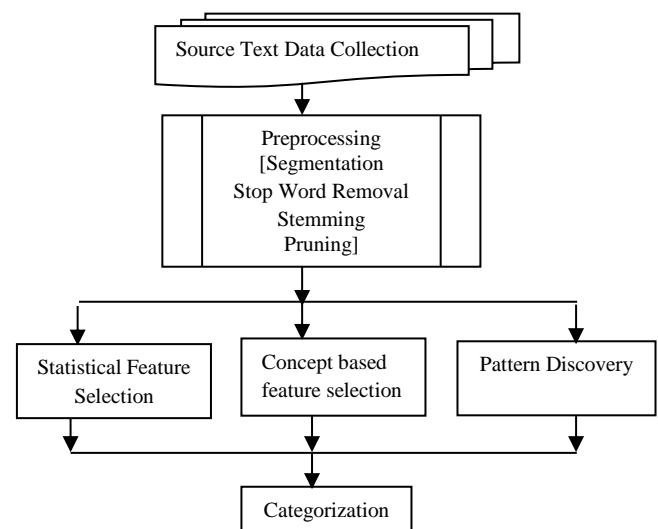 Source Text Data Collection
Preprocessing
[Segmentation
Stop Word Removal
Stemming
Pruning]
Statistical Feature
Selection
Concept based
feature selection
Pattern Discovery
Categorization